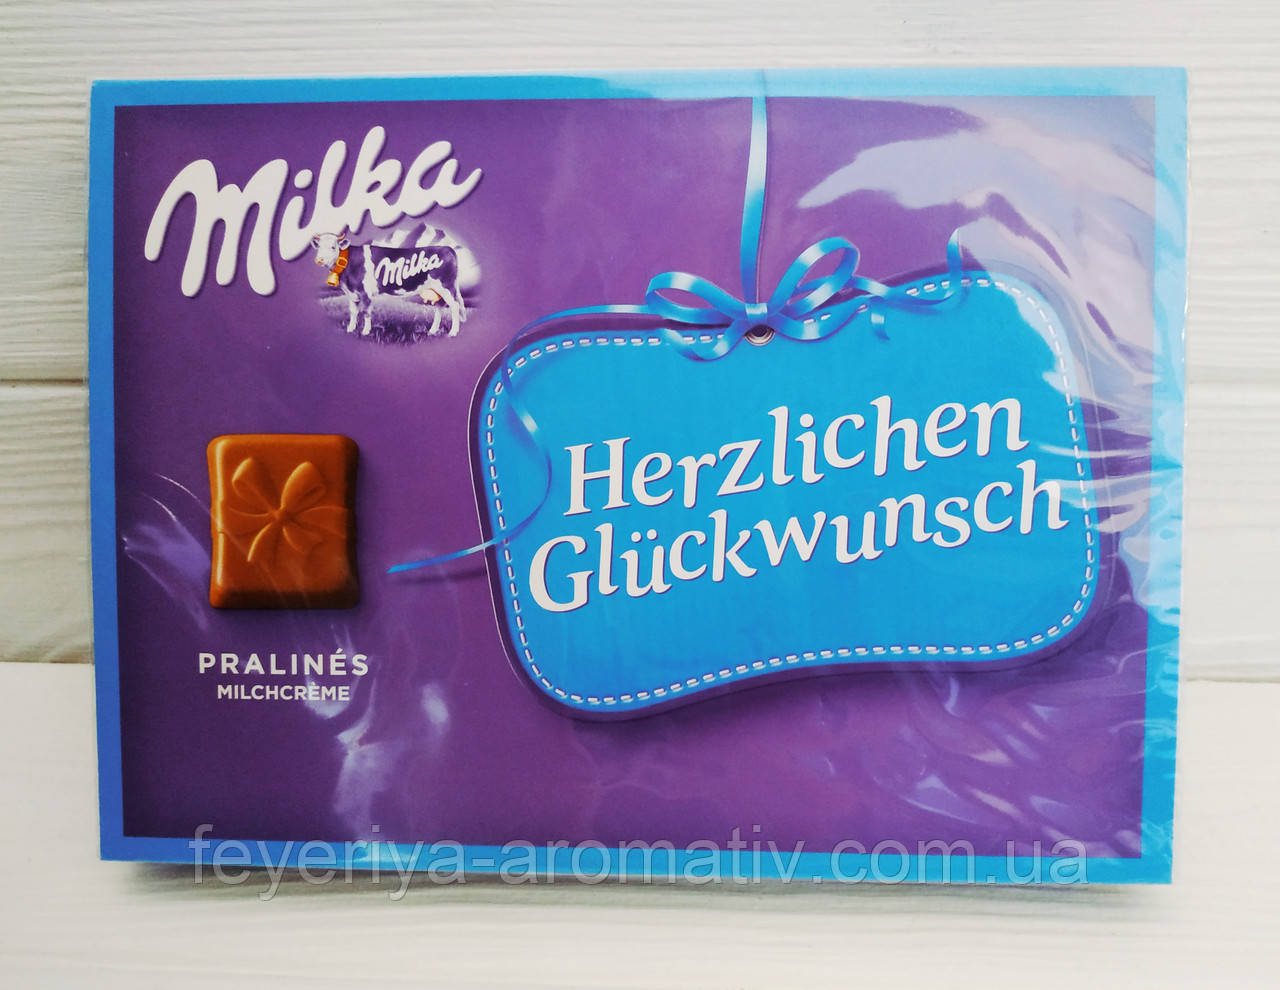 Milka
Milka
Herzlichen
Glückwunsch
PRALINÉS
MILCHCRÈME
feyeriya-aromativ.com.ua